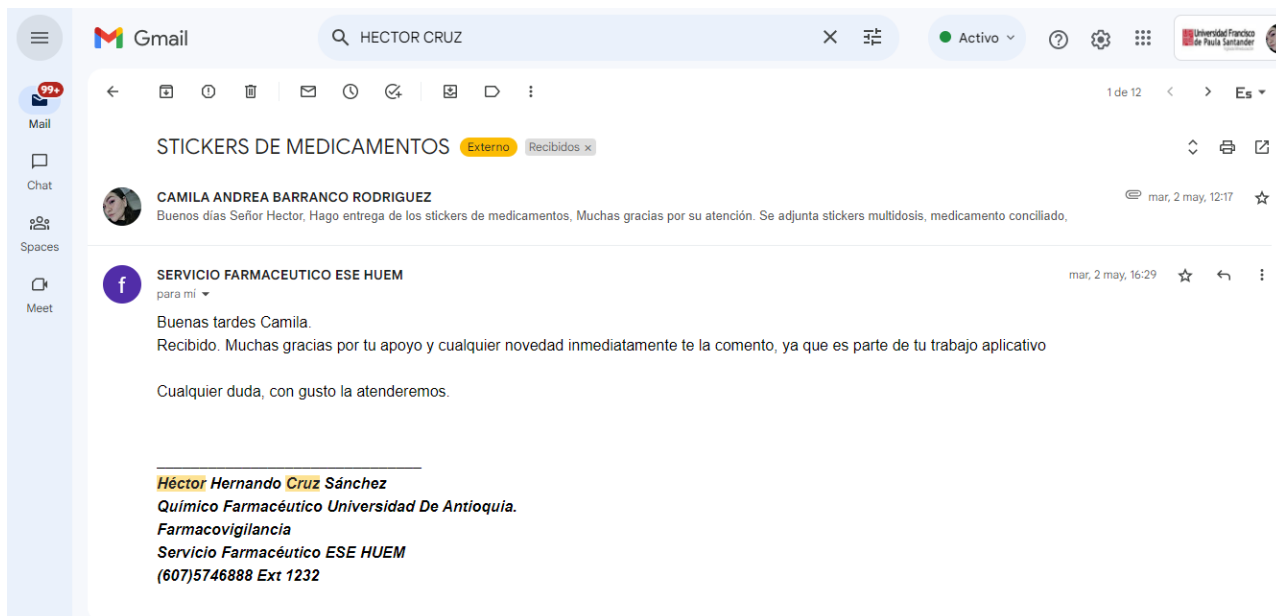 Gmail
HECTOR CRUZ
Activo
Universidad Francisco
de Paula Santander
99+
Mail
Chat
Spaces
Meet
1 de 12
Es
STICKERS DE MEDICAMENTOS Externo Recibidos x
CAMILA ANDREA BARRANCO RODRIGUEZ
mar, 2 may, 12:17
Buenos días Señor Hector, Hago entrega de los stickers de medicamentos, Muchas gracias por su atención. Se adjunta stickers multidosis, medicamento conciliado,
f
SERVICIO FARMACEUTICO ESE HUEM
mar, 2 may, 16:29
para mí
Buenas tardes Camila.
Recibido. Muchas gracias por tu apoyo y cualquier novedad inmediatamente te la comento, ya que es parte de tu trabajo aplicativo
Cualquier duda, con gusto la atenderemos.
Héctor Hernando Cruz Sánchez
Químico Farmacéutico Universidad De Antioquia.
Farmacovigilancia
Servicio Farmacéutico ESE HUEM
(607)5746888 Ext 1232